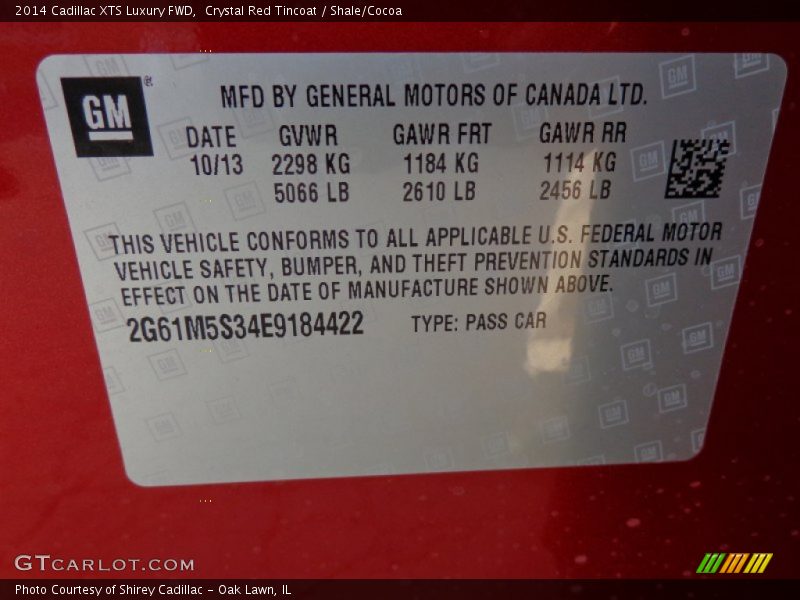 2014 Cadillac XTS Luxury FWD,  Crystal Red Tincoat / Shale/Cocoa
GM ®
MFD BY GENERAL MOTORS OF CANADA LTD.
DATE GVWR GAWR FRT GAWR RR
10/13 2298 KG 1184 KG 1114 KG
5066 LB 2610 LB 2456 LB
THIS VEHICLE CONFORMS TO ALL APPLICABLE U.S. FEDERAL MOTOR
VEHICLE SAFETY, BUMPER, AND THEFT PREVENTION STANDARDS IN
EFFECT ON THE DATE OF MANUFACTURE SHOWN ABOVE.
2G61M5S34E9184422 TYPE: PASS CAR
GTCARLOT.COM
Photo Courtesy of Shirey Cadillac - Oak Lawn, IL